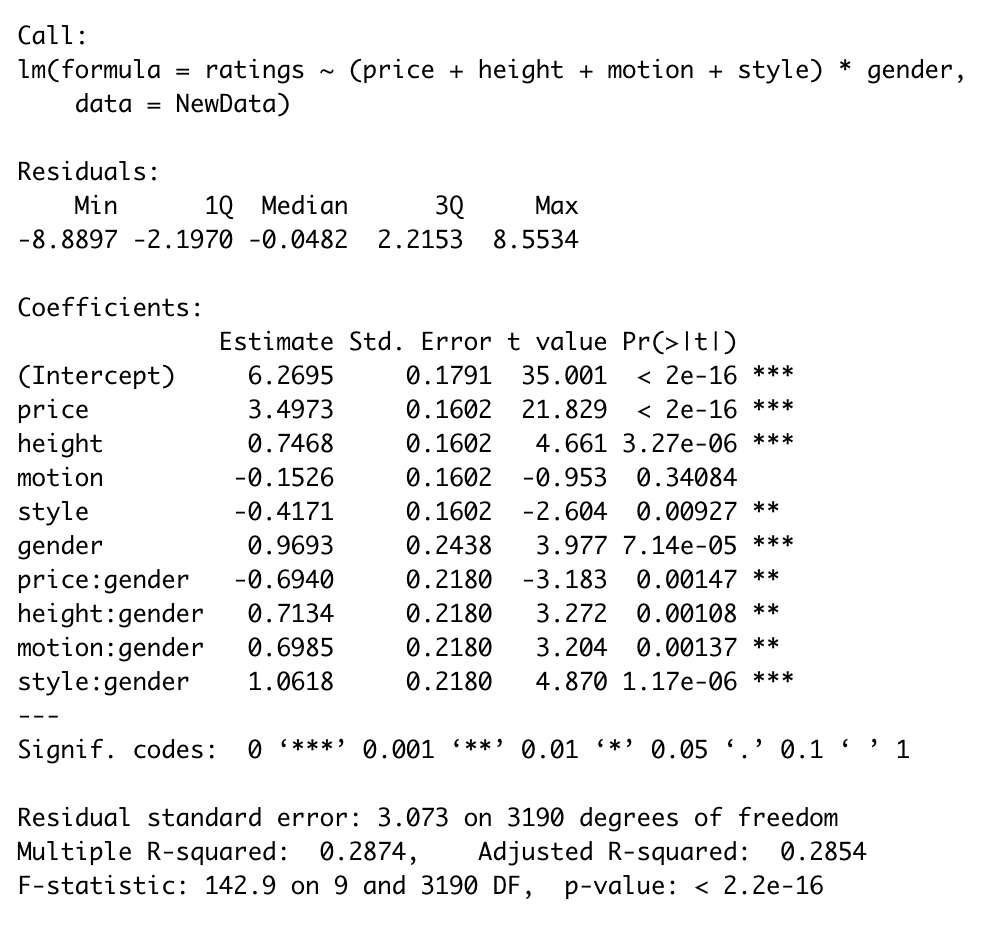 Call:
lm(formula = ratings ~ (price + height + motion + style) * gender,
    data = NewData)
Residuals:
    Min      1Q  Median      3Q     Max
-8.8897 -2.1970 -0.0482  2.2153  8.5534
Coefficients:
              Estimate Std. Error t value Pr(>|t|)
(Intercept)     6.2695     0.1791  35.001  < 2e-16 ***
price           3.4973     0.1602  21.829  < 2e-16 ***
height          0.7468     0.1602   4.661 3.27e-06 ***
motion         -0.1526     0.1602  -0.953  0.34084
style          -0.4171     0.1602  -2.604  0.00927 **
gender          0.9693     0.2438   3.977 7.14e-05 ***
price:gender   -0.6940     0.2180  -3.183  0.00147 **
height:gender   0.7134     0.2180   3.272  0.00108 **
motion:gender   0.6985     0.2180   3.204  0.00137 **
style:gender    1.0618     0.2180   4.870 1.17e-06 ***
---
Signif. codes:  0 ‘***’ 0.001 ‘**’ 0.01 ‘*’ 0.05 ‘.’ 0.1 ‘ ’ 1
Residual standard error: 3.073 on 3190 degrees of freedom
Multiple R-squared:  0.2874,    Adjusted R-squared:  0.2854
F-statistic: 142.9 on 9 and 3190 DF,  p-value: < 2.2e-16